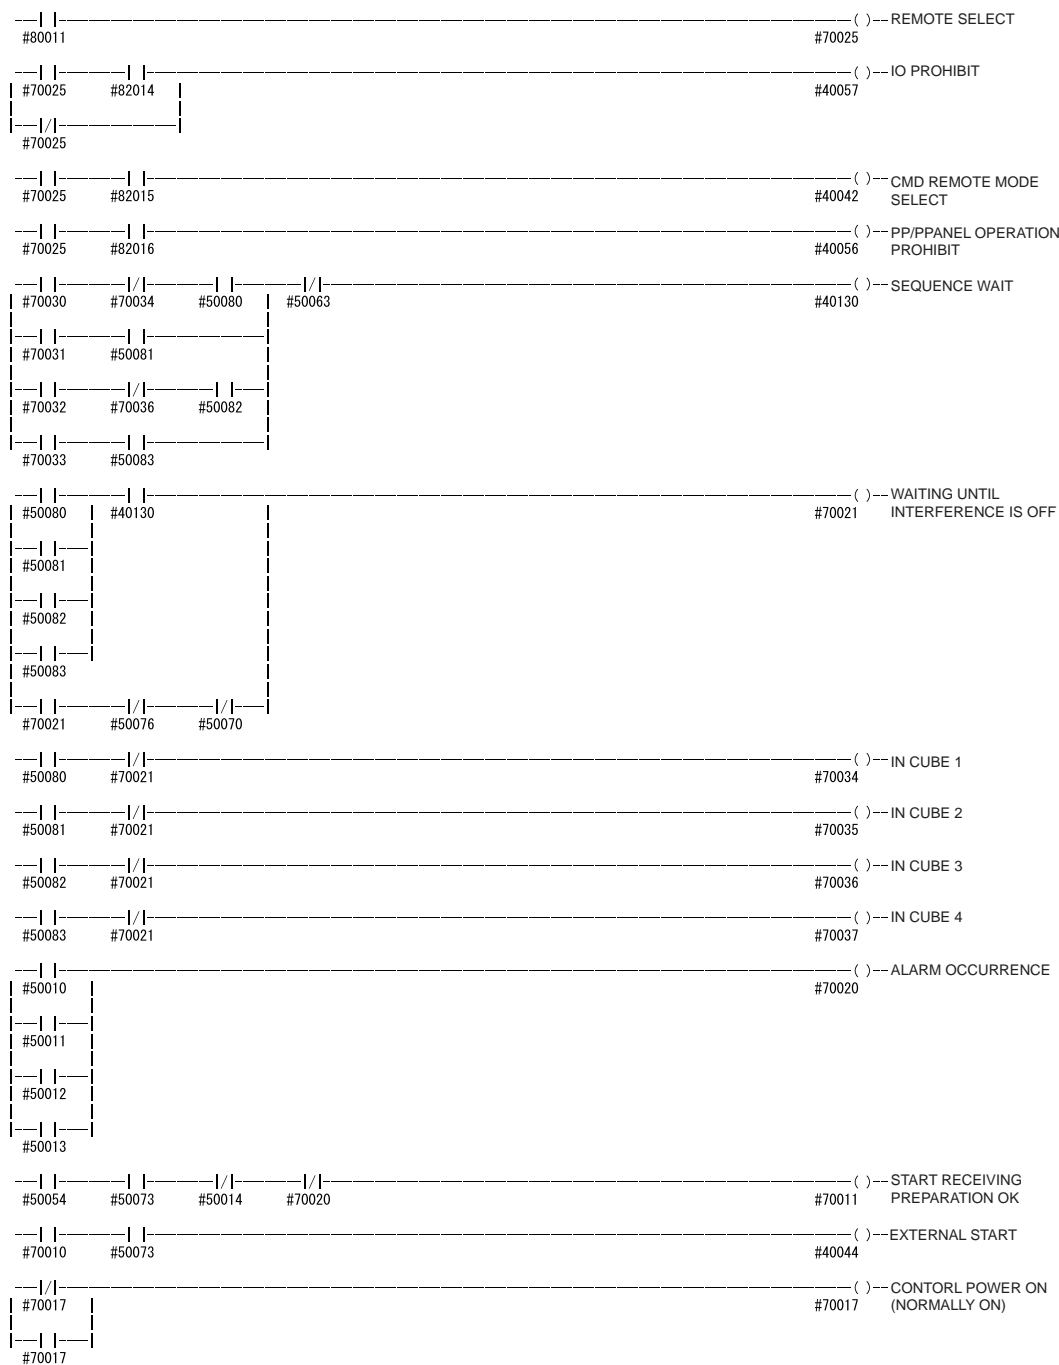 REMOTE SELECT
#80011 #70025
IO PROHIBIT
#70025 #82014 #40057
#70025
CMD REMOTE MODE
#70025 #82015 #40042 SELECT
PP/PPANEL OPERATION
#70025 #82016 #40056 PROHIBIT
SEQUENCE WAIT
#70030 #70034 #50080 #50063 #40130
#70031 #50081
#70032 #70036 #50082
#70033 #50083
WAITING UNTIL
#50080 #40130 #70021 INTERFERENCE IS OFF
#50081
#50082
#50083
#70021 #50076 #50070
IN CUBE 1
#50080 #70021 #70034
IN CUBE 2
#50081 #70021 #70035
IN CUBE 3
#50082 #70021 #70036
IN CUBE 4
#50083 #70021 #70037
ALARM OCCURRENCE
#50010 #70020
#50011
#50012
#50013
START RECEIVING
#50054 #50073 #50014 #70020 #70011 PREPARATION OK
EXTERNAL START
#70010 #50073 #40044
CONTORL POWER ON
#70017 #70017 (NORMALLY ON)
#70017